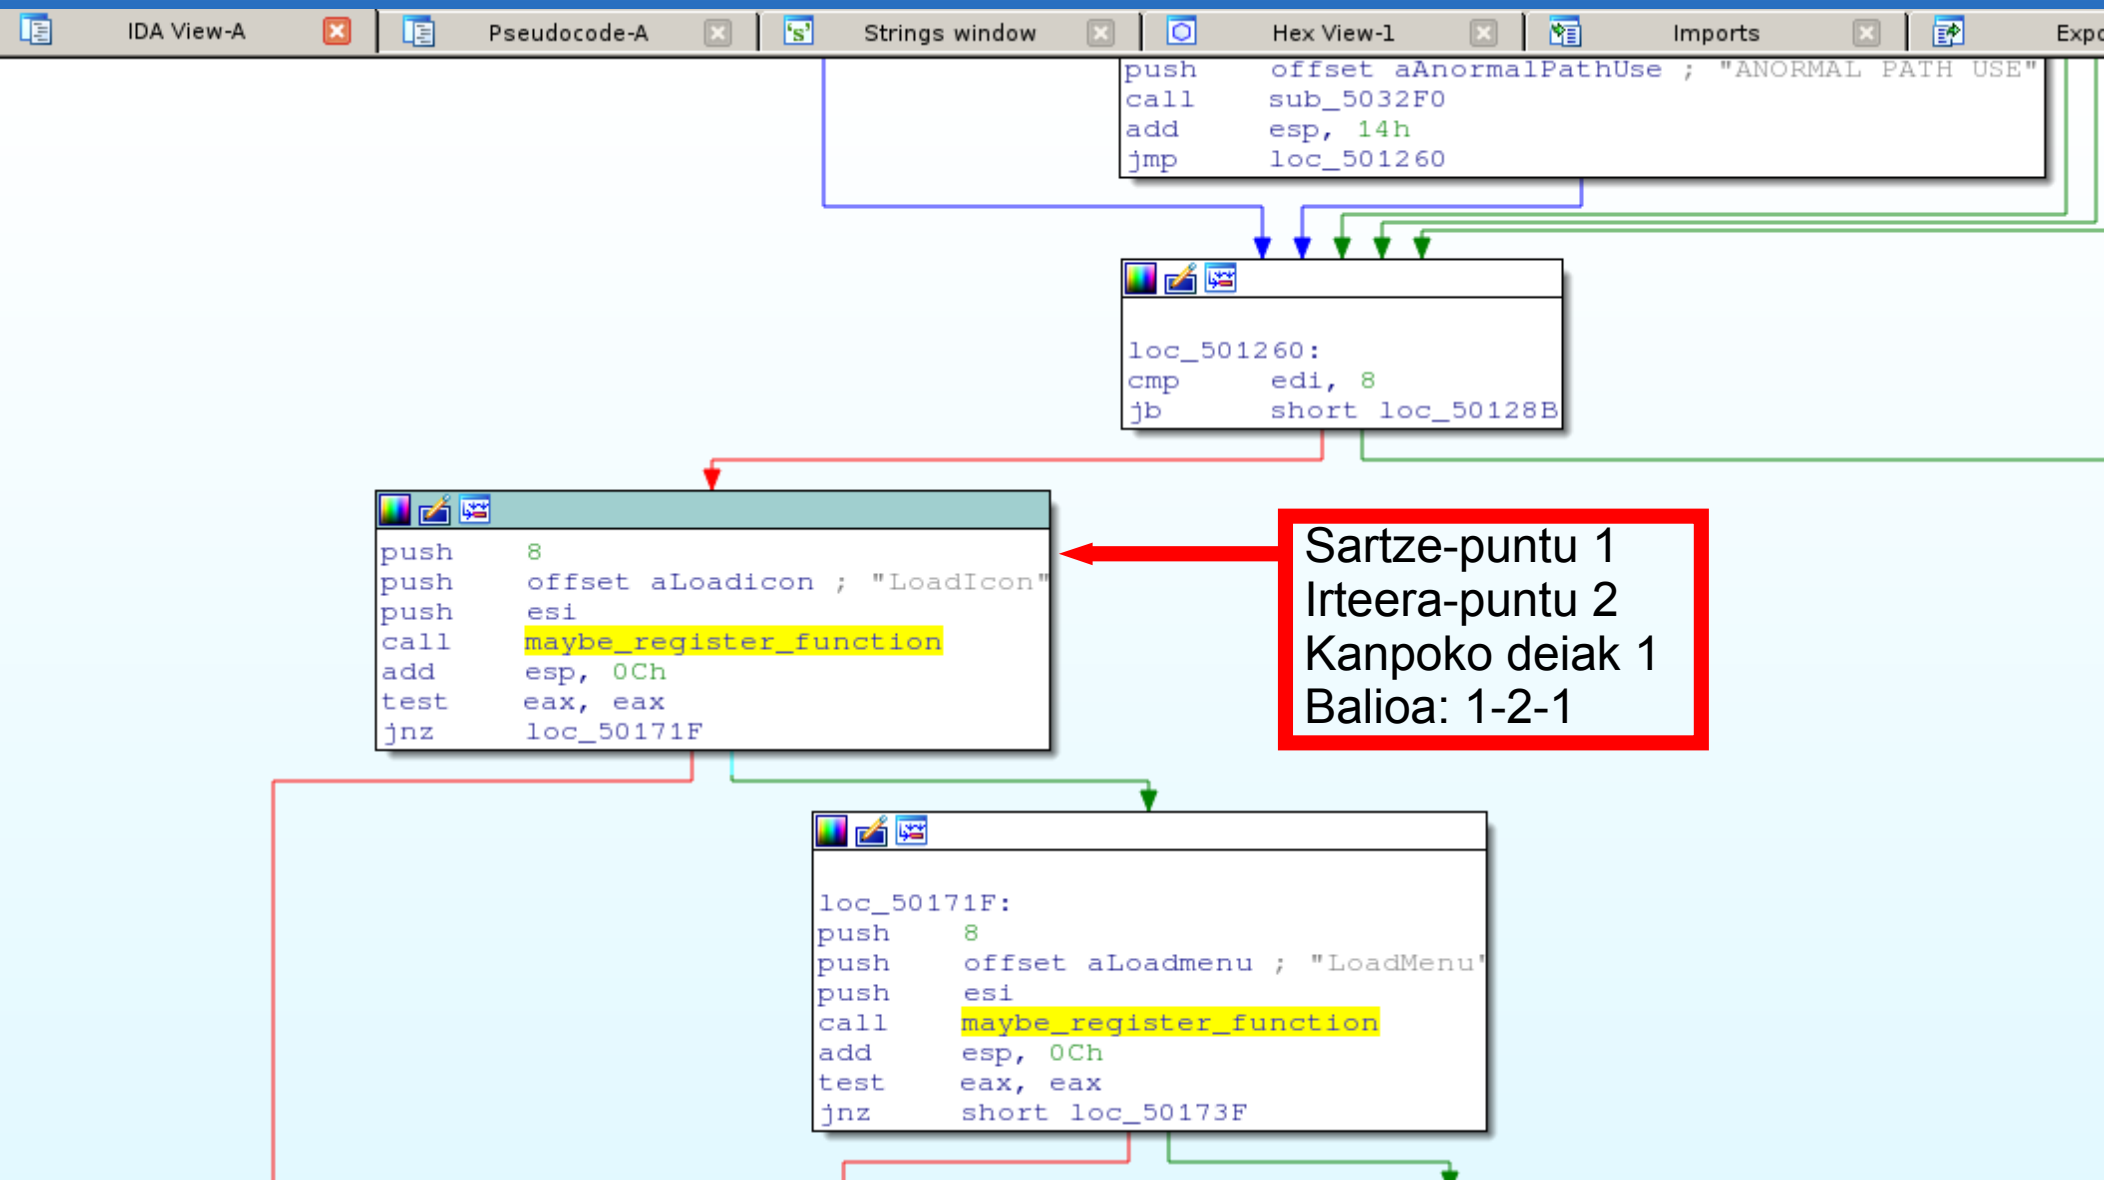 IDA View-A
Pseudocode-A
Strings window
Hex View-1
Imports
push offset aAnormalPathUse ; "ANORMAL PATH USE"
call sub_5032F0
add esp, 14h
jmp loc_501260
loc_501260:
cmp edi, 8
jb short loc_50128B
push 8
push offset aLoadicon ; "LoadIcon"
push esi
call maybe_register_function
add esp, 0Ch
test eax, eax
jnz loc_50171F
Sartze-puntu 1
Irteera-puntu 2
Kanpoko deiak 1
Balioa: 1-2-1
loc_50171F:
push 8
push offset aLoadmenu ; "LoadMenu"
push esi
call maybe_register_function
add esp, 0Ch
test eax, eax
jnz short loc_50173F